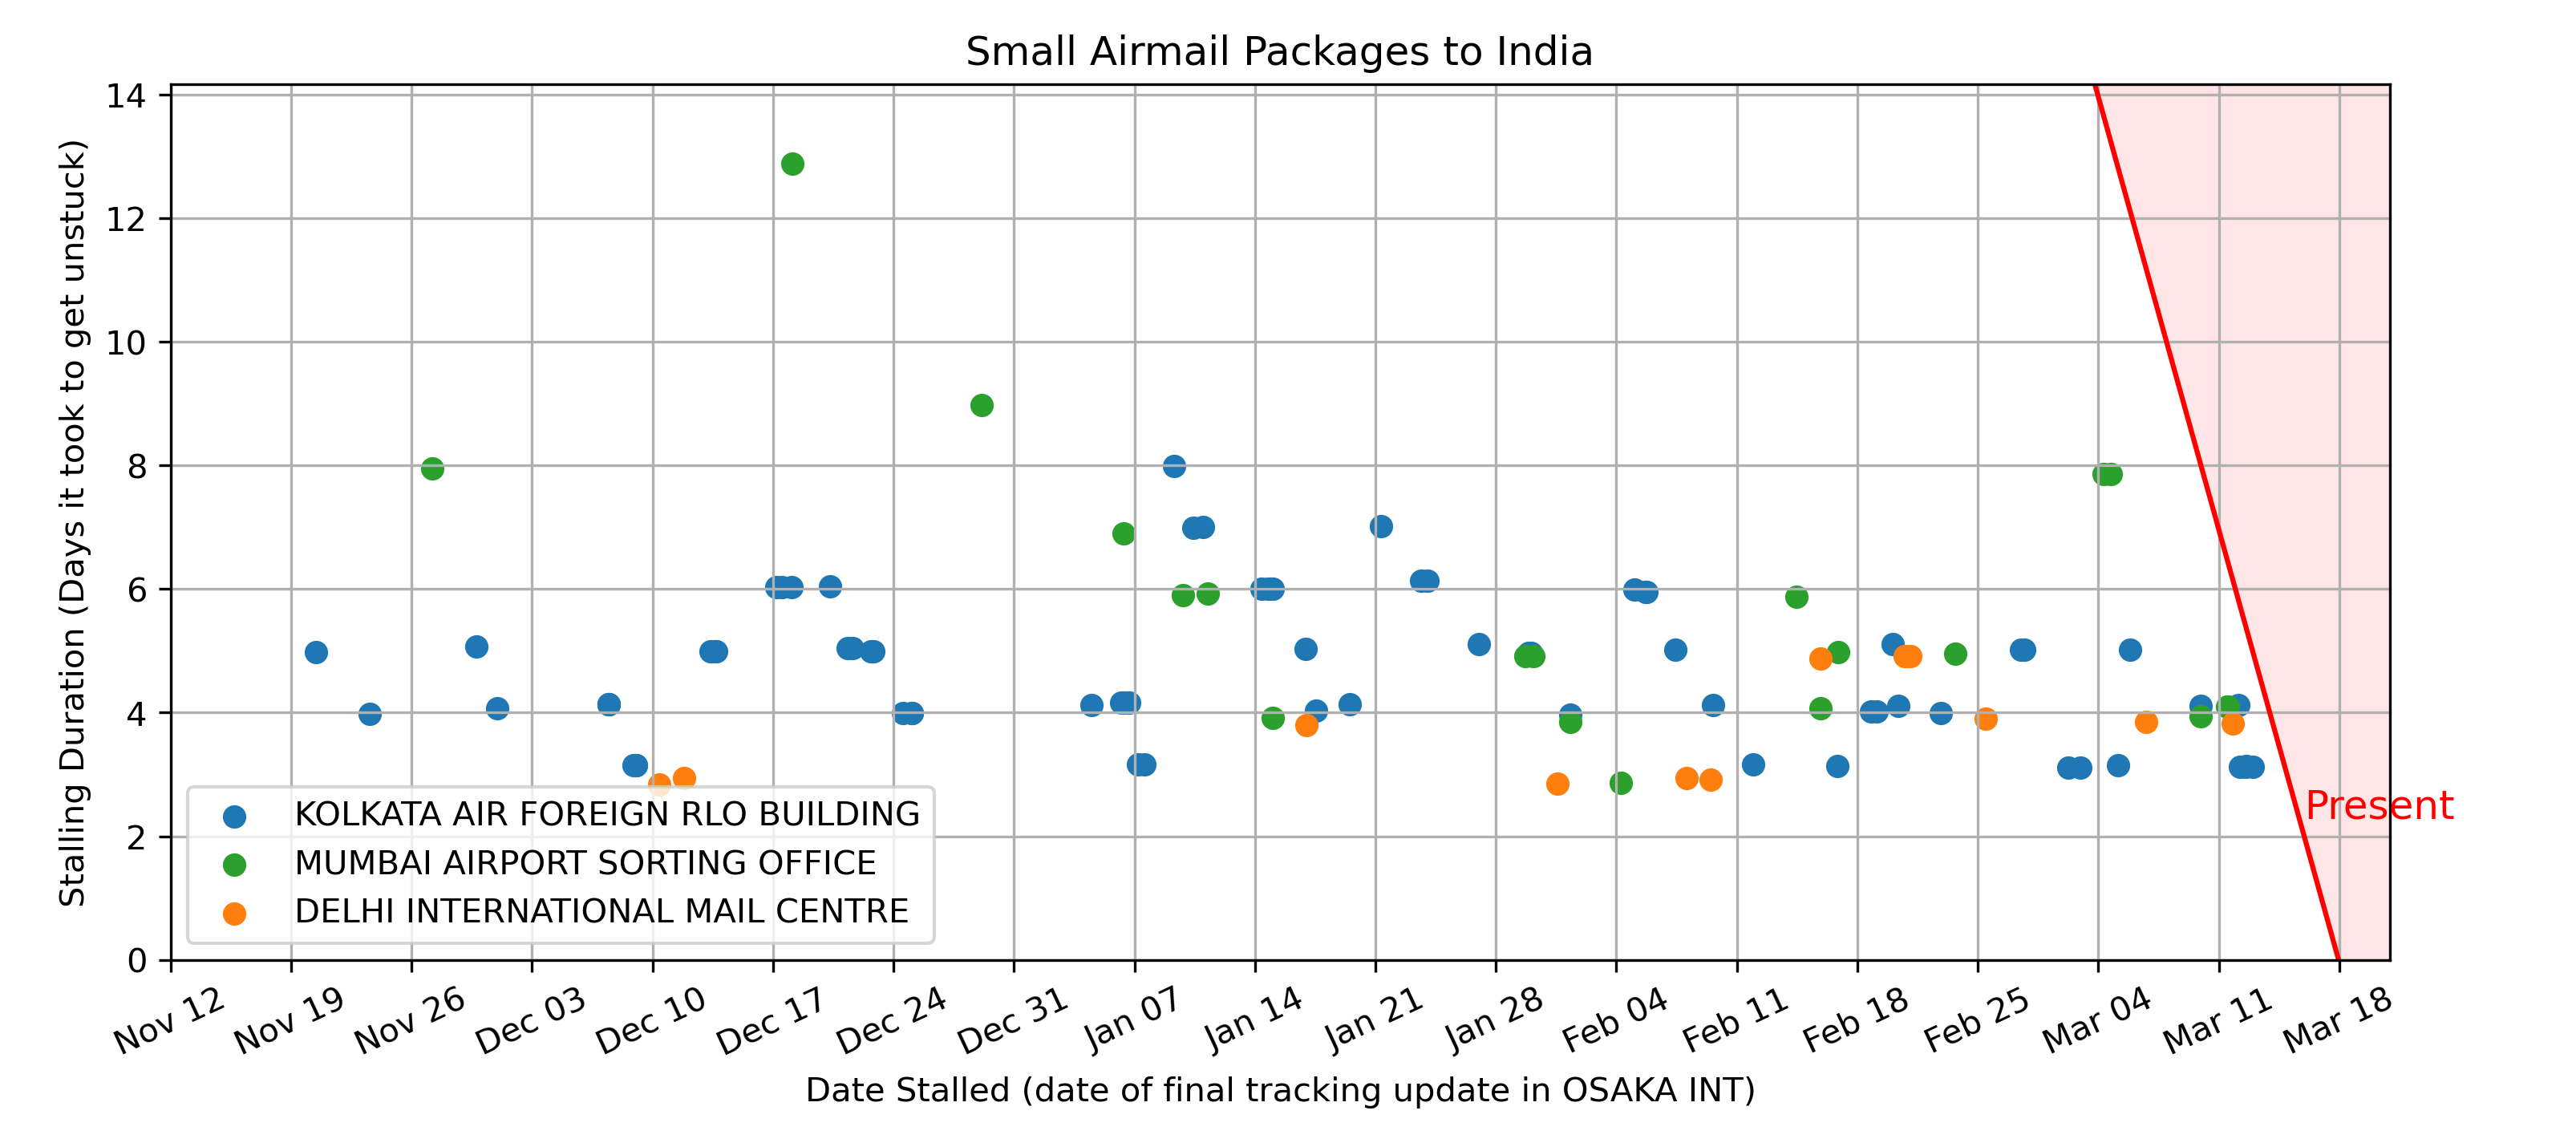 Small Airmail Packages to India
Stalling Duration (Days it took to get unstuck)
14
12
10
8
6
4
2
0
Present
KOLKATA AIR FOREIGN RLO BUILDING
MUMBAI AIRPORT SORTING OFFICE
DELHI INTERNATIONAL MAIL CENTRE
Nov 12
Nov 19
Nov 26
Dec 03
Dec 10
Dec 17
Dec 24
Dec 31
Jan 07
Jan 14
Jan 21
Jan 28
Feb 04
Feb 11
Feb 18
Feb 25
Mar 04
Mar 11
Mar 18
Date Stalled (date of final tracking update in OSAKA INT)